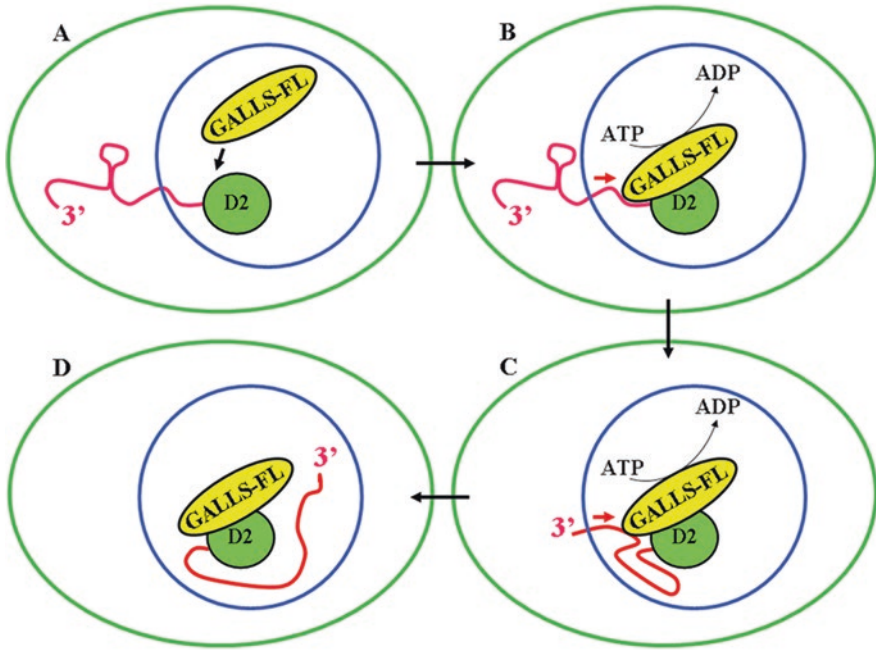 A
GALLS-FL
D2
3’
B
ADP
ATP
GALLS-FL
D2
3’
D
3’
GALLS-FL
D2
C
ADP
ATP
GALLS-FL
3’
D2